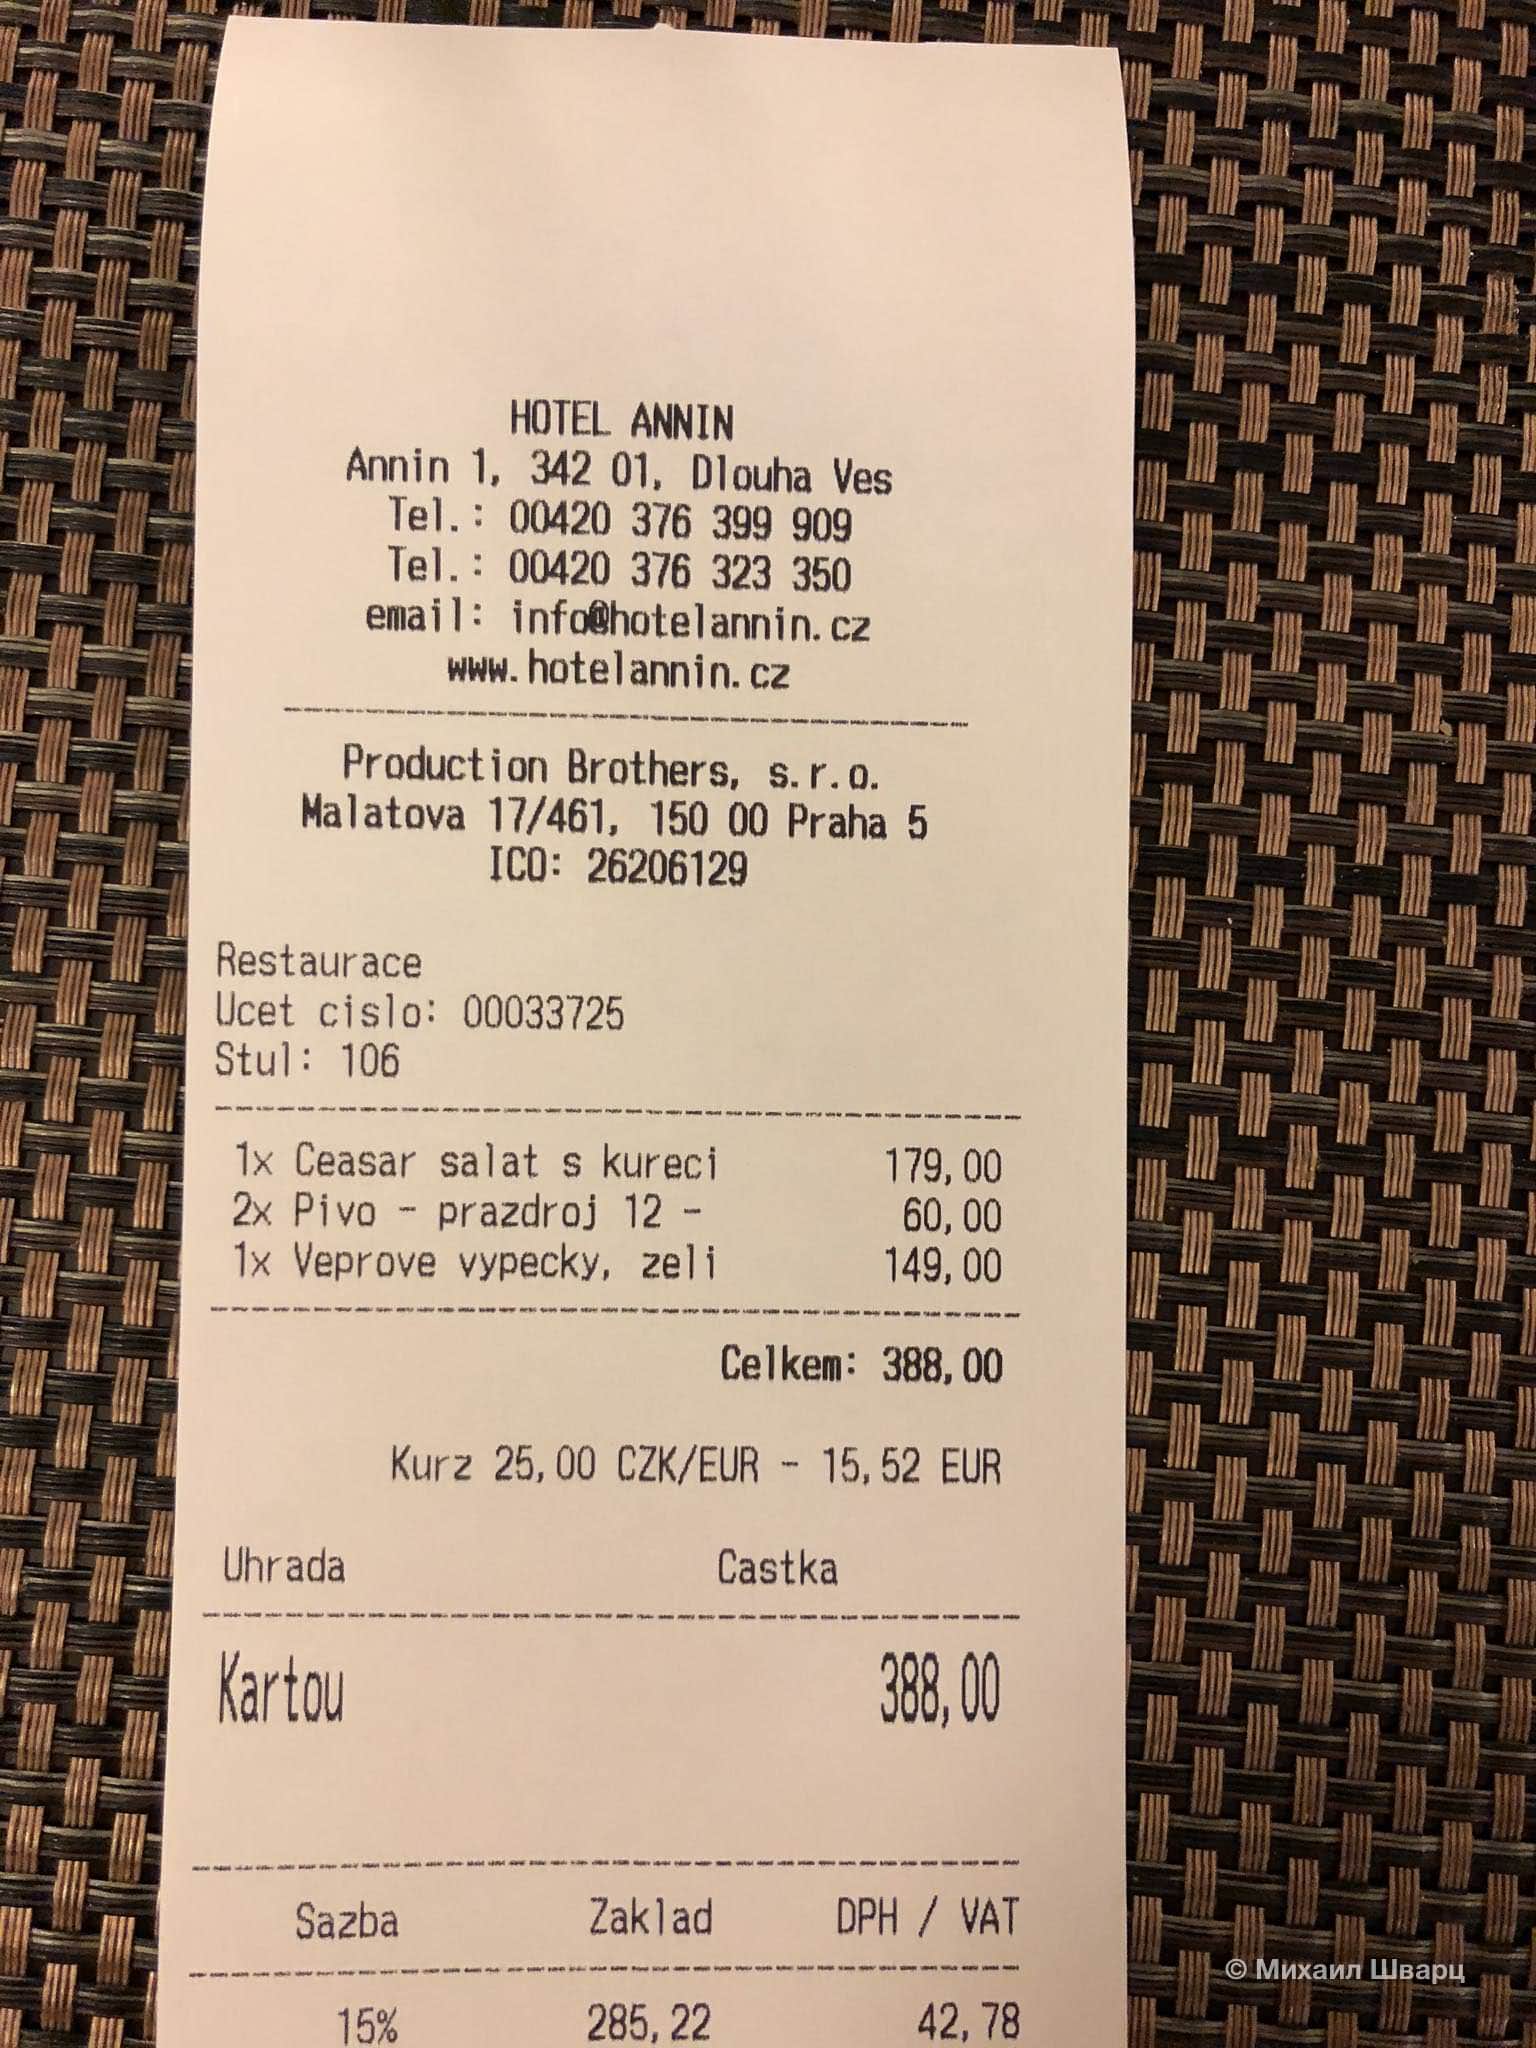 HOTEL ANNIN
Annin 1, 342 01, Dlouha Ves
Tel.: 00420 376 399 909
Tel.: 00420 376 323 350
email: info@hotelannin.cz
www.hotelannin.cz
Production Brothers, s.r.o.
Malatova 17/461, 150 00 Praha 5
ICO: 26206129
Restaurace
Ucet cislo: 00033725
Stul: 106
1x Ceasar salat s kureci 179,00
2x Pivo - prazdroj 12 - 60,00
1x Veprove vypecky, zeli 149,00
Celkem: 388,00
Kurz 25,00 CZK/EUR - 15,52 EUR
Uhrada Castka
Kartou 388,00
Sazba Zaklad DPH / VAT
15% 285,22 42,78
© Михаил Шварц